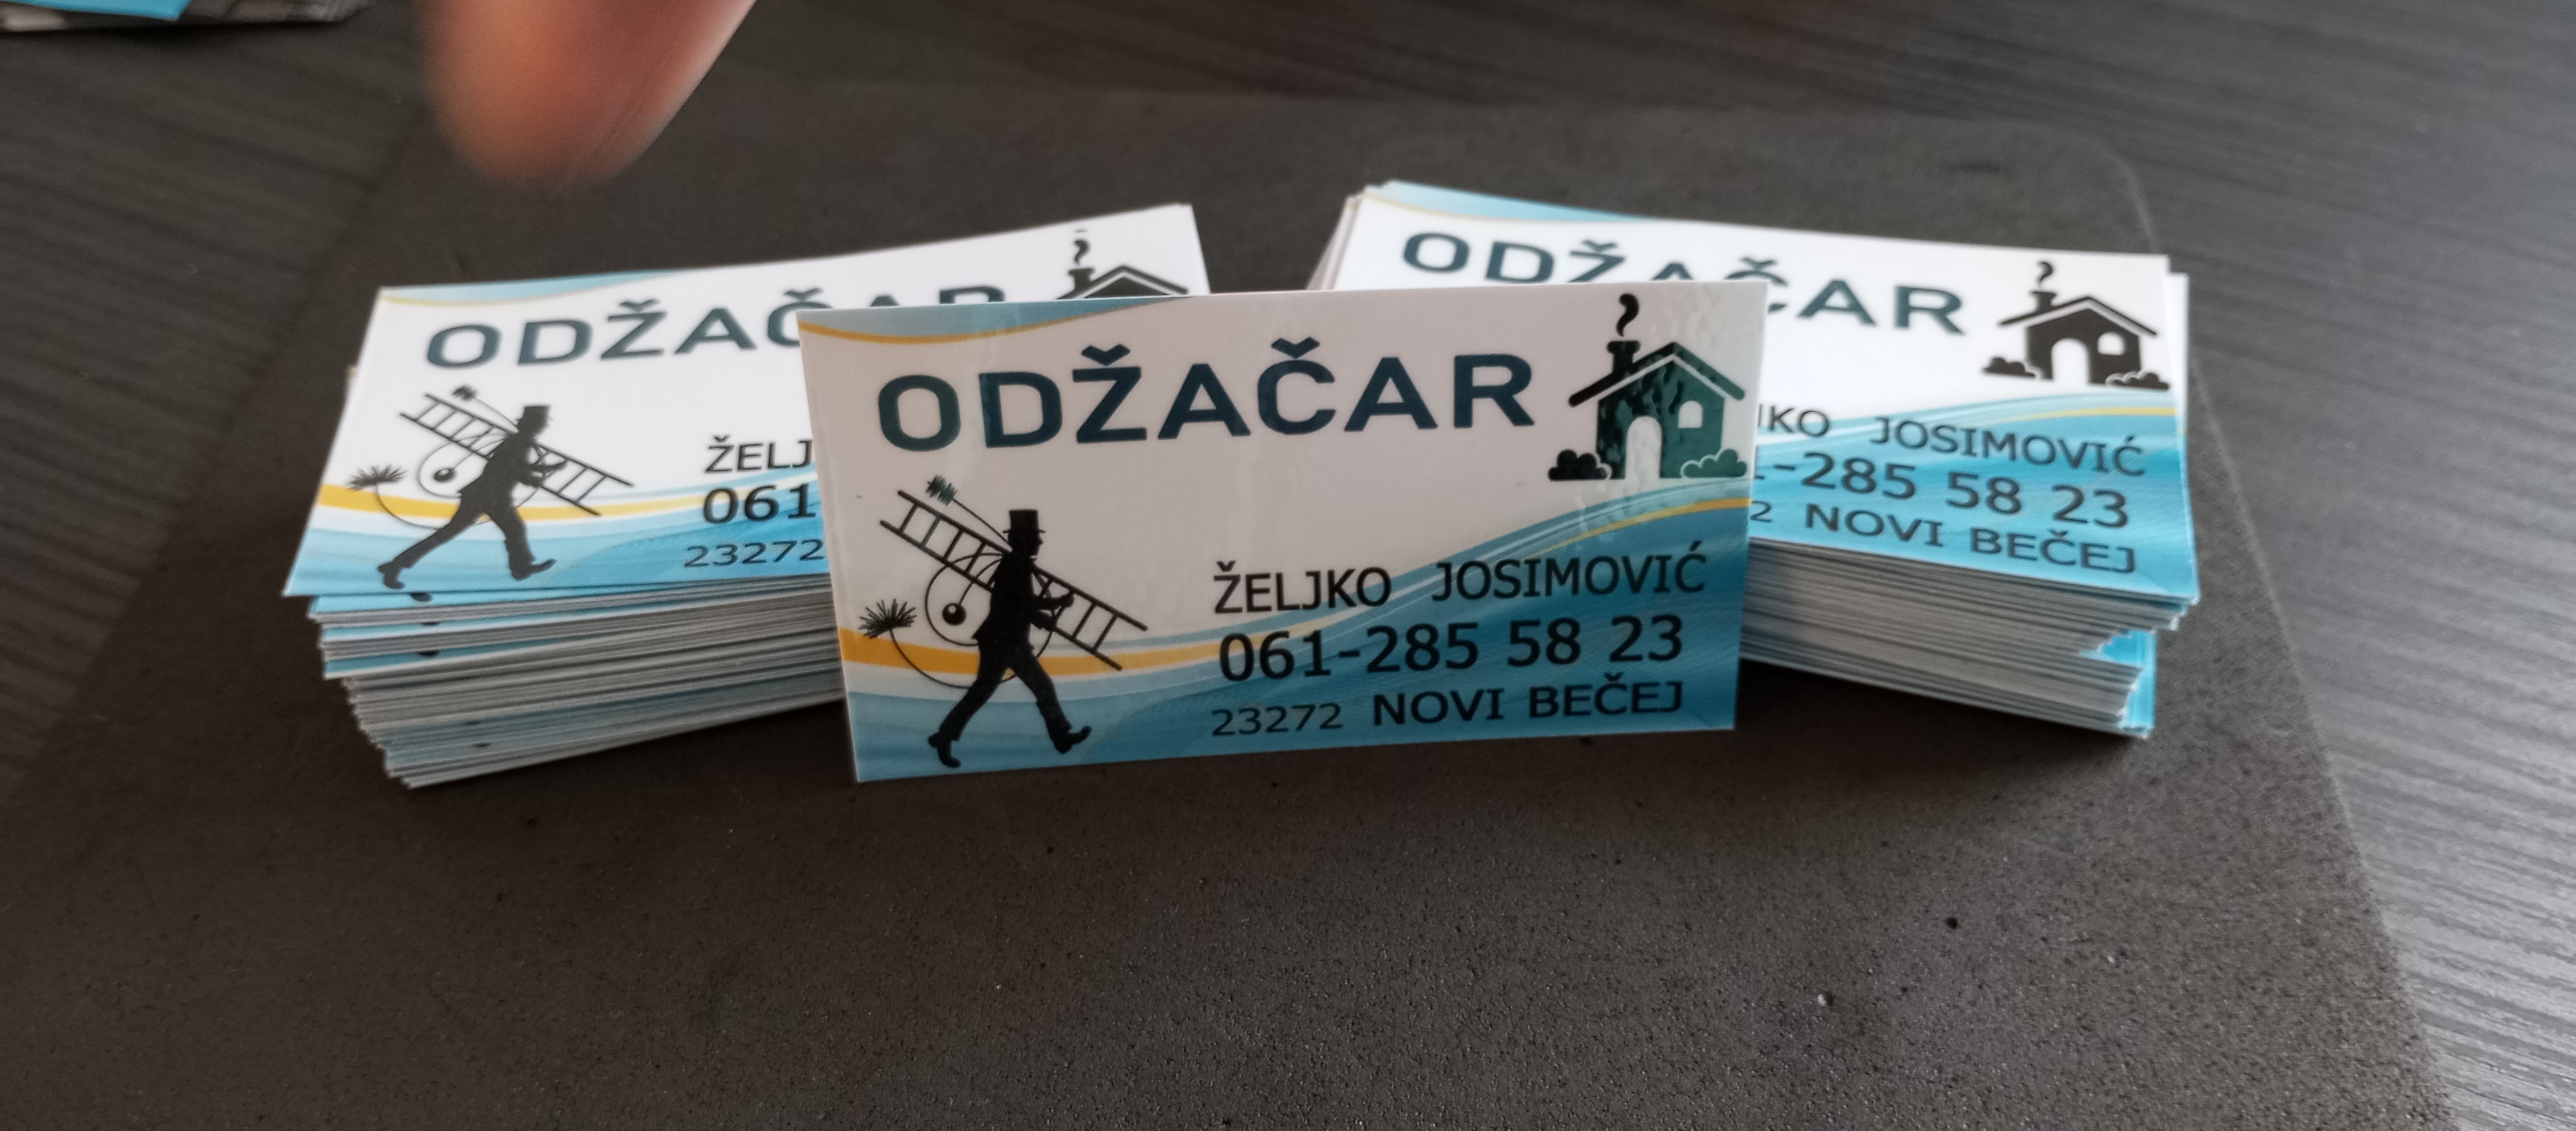 ODŽAČAR
ŽELJ
061
23272
ODŽAČAR
ŽELJKO JOSIMOVIĆ
061-285 58 23
23272 NOVI BEČEJ
ODŽAČAR
JKO JOSIMOVIĆ
-285 58 23
2 NOVI BEČEJ